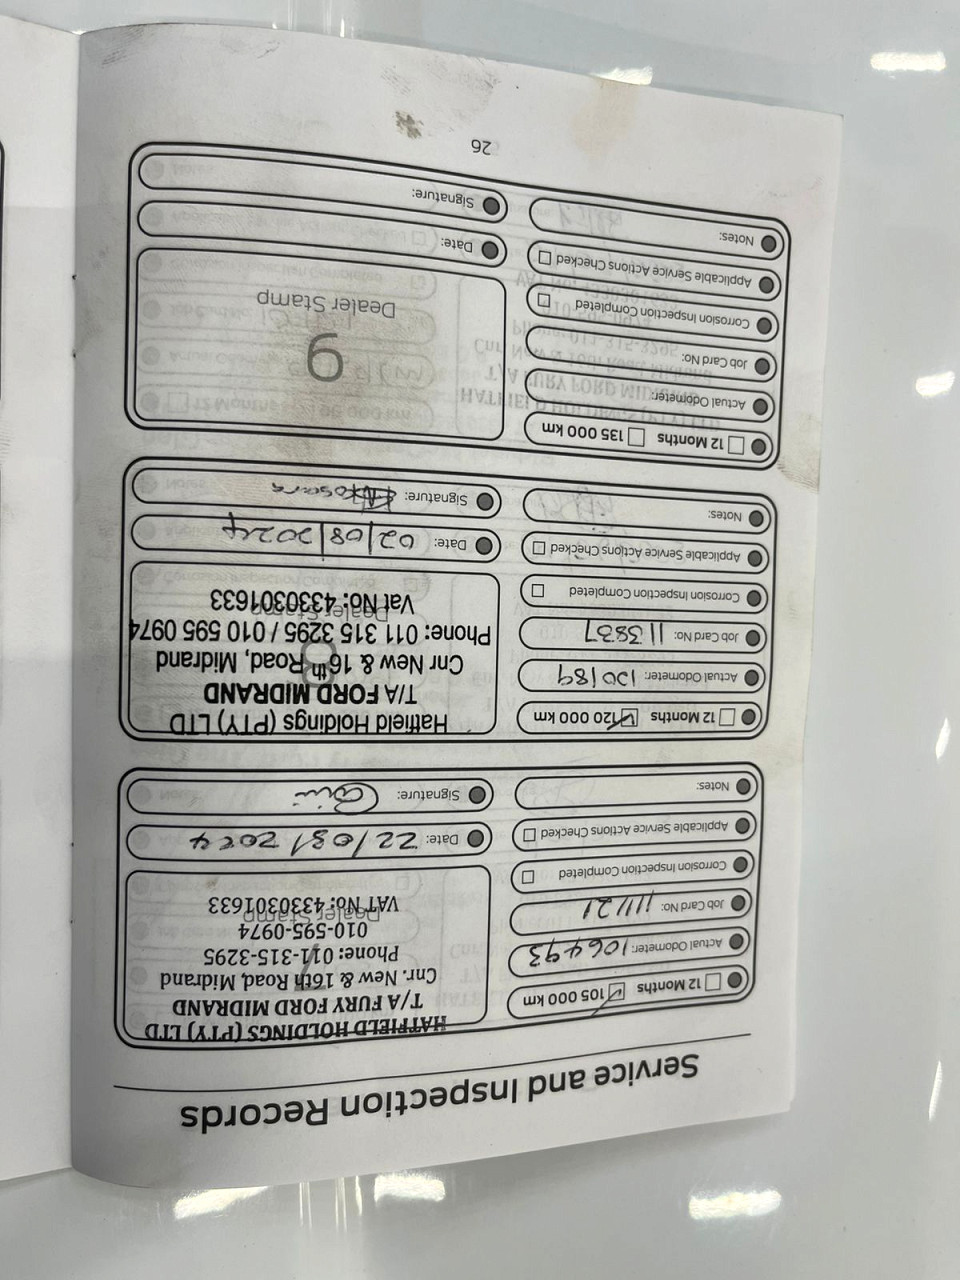 Service and Inspection Records
12 Months
105 000 km
Actual Odometer: 106493
Job Card No: 111121
Corrosion Inspection Completed
Applicable Service Actions Checked
Notes:
HATFIELD HOLDINGS (PTY) LTD
T/A FURY FORD MIDRAND
Cnr. New & 16th Road, Midrand
Phone: 011-315-3295
010-595-0974
VAT No: 4330301633
Dealer Stamp
7
Date: 22/08/2024
Signature:
12 Months
120 000 km
Actual Odometer: 120189
Job Card No: 113837
Corrosion Inspection Completed
Applicable Service Actions Checked
Notes:
Hatfield Holdings (PTY) LTD
T/A FORD MIDRAND
Cnr New & 16th Road, Midrand
Phone: 011 315 3295 / 010 595 0974
Vat No: 4330301633
Dealer Stamp
8
Date: 02/08/2024
Signature:
12 Months
135 000 km
Actual Odometer:
Job Card No:
Corrosion Inspection Completed
Applicable Service Actions Checked
Notes:
9
Dealer Stamp
Date:
Signature:
26